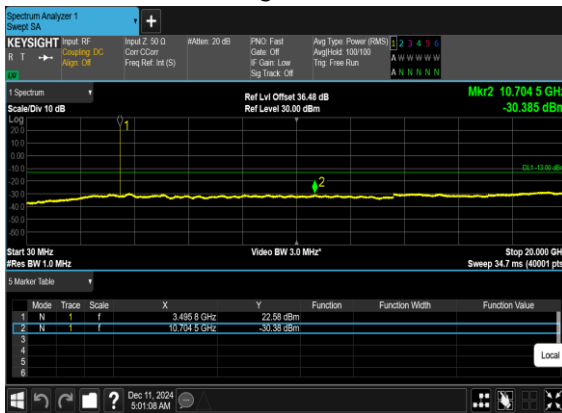 Spectrum Analyzer 1
Swept SA
KEYSIGHT Input: RF Input Z: 50 Ω #Atten: 20 dB PNO: Fast Avg Type: Power (RMS) 1 2 3 4 5 6
R T Coupling: DC Corr CCorr Gate: Off Avg|Hold: 100/100 A W W W W W
Align: Off Freq Ref: Int (S) IF Gain: Low Trig: Free Run
Sig Track: Off A N N N N N
1 Spectrum Ref Lvl Offset 36.48 dB Mkr2 10.704 5 GHz
Scale/Div 10 dB Ref Level 30.00 dBm -30.385 dBm
Log
20.0
10.0
0.00
-10.0
-20.0
-30.0
-40.0
-50.0
-60.0
1
2
DL1 -13.00 dBm
Start 30 MHz Video BW 3.0 MHz* Stop 20.000 GHz
#Res BW 1.0 MHz Sweep 34.7 ms (40001 pts)
5 Marker Table
Mode Trace Scale X Y Function Function Width Function Value
1 N 1 f 3.495 8 GHz 22.58 dBm
2 N 1 f 10.704 5 GHz -30.38 dBm
3
4
5
6
Local
Dec 11, 2024
5:01:08 AM